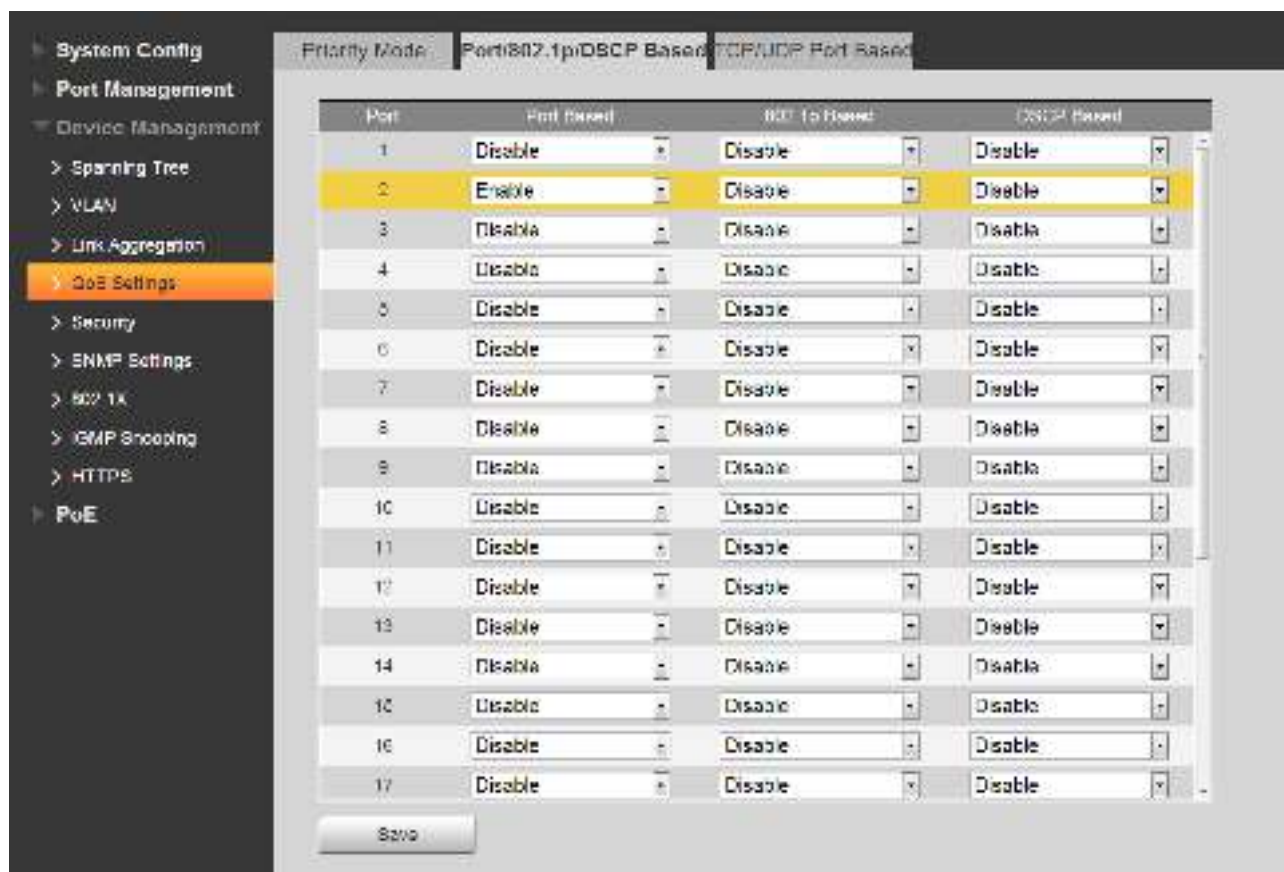 System Config
Port Management
Device Management
Spanning Tree
VLAN
Link Aggregation
QoS Settings
Security
SNMP Settings
802.1X
IGMP Snooping
HTTPS
PoE
Priority Mode Port/802.1p/DSCP Based TCP/UDP Port Based
Port Port Based 802.1p Based DSCP Based
1 Disable Disable Disable
2 Enable Disable Disable
3 Disable Disable Disable
4 Disable Disable Disable
5 Disable Disable Disable
6 Disable Disable Disable
7 Disable Disable Disable
8 Disable Disable Disable
9 Disable Disable Disable
10 Disable Disable Disable
11 Disable Disable Disable
12 Disable Disable Disable
13 Disable Disable Disable
14 Disable Disable Disable
15 Disable Disable Disable
16 Disable Disable Disable
17 Disable Disable Disable
Save